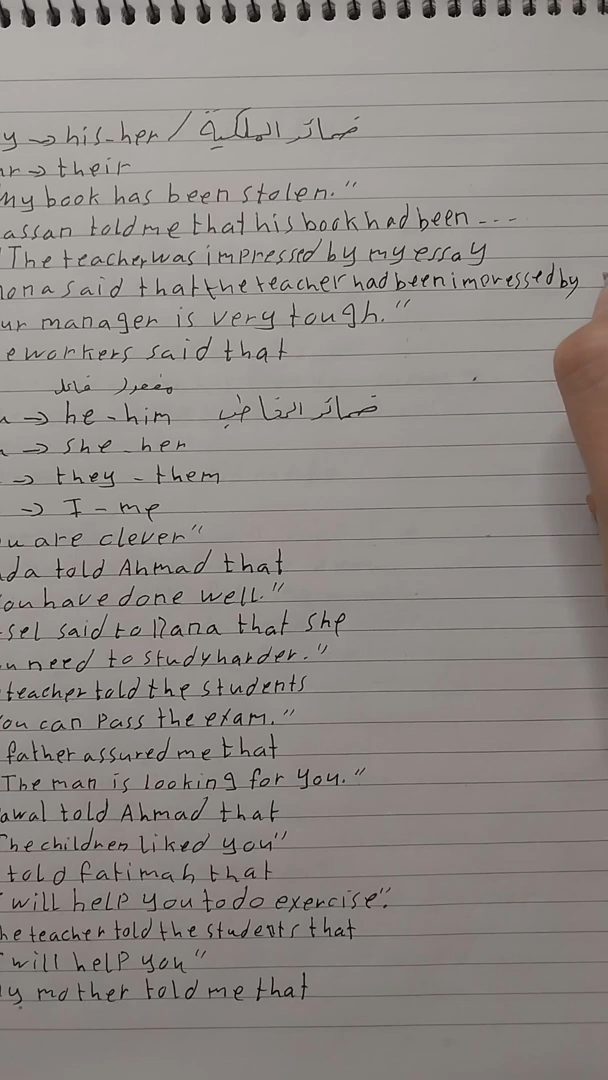 y → his-her / ضمائر الملكية
ur → their
My book has been stolen."
assan told me that his book had been ---
The teacher was impressed by my essay
mona said that the teacher had been impressed by
ur manager is very tough."
e workers said that
مفعول فاعل
→ he-him ضمائر المخاطب
→ she-her
→ they-them
→ I-me
u are clever"
da told Ahmad that
ou have done well."
sel said to Dana that she
u need to study harder."
teacher told the students
ou can pass the exam."
father assured me that
The man is looking for you."
awal told Ahmad that
The children liked you"
told fatimah that
will help you to do exercise".
he teacher told the students that
will help you"
y mother told me that